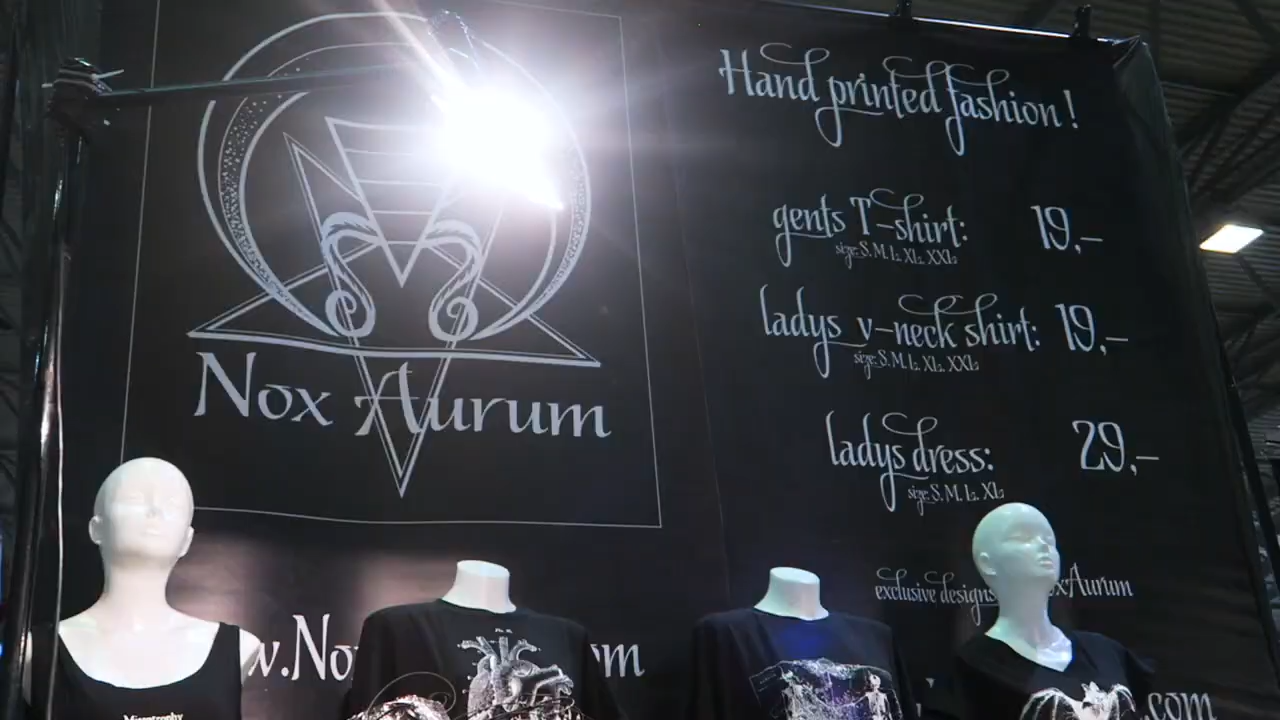 Nox Aurum
Hand printed fashion!
gents T-shirt: 19,-
size: S, M, L, XL, XXL
ladys v-neck shirt: 19,-
size: S, M, L, XL, XXL
ladys dress: 29,-
size: S, M, L, XL
exclusive designs
Misentrophy
.com